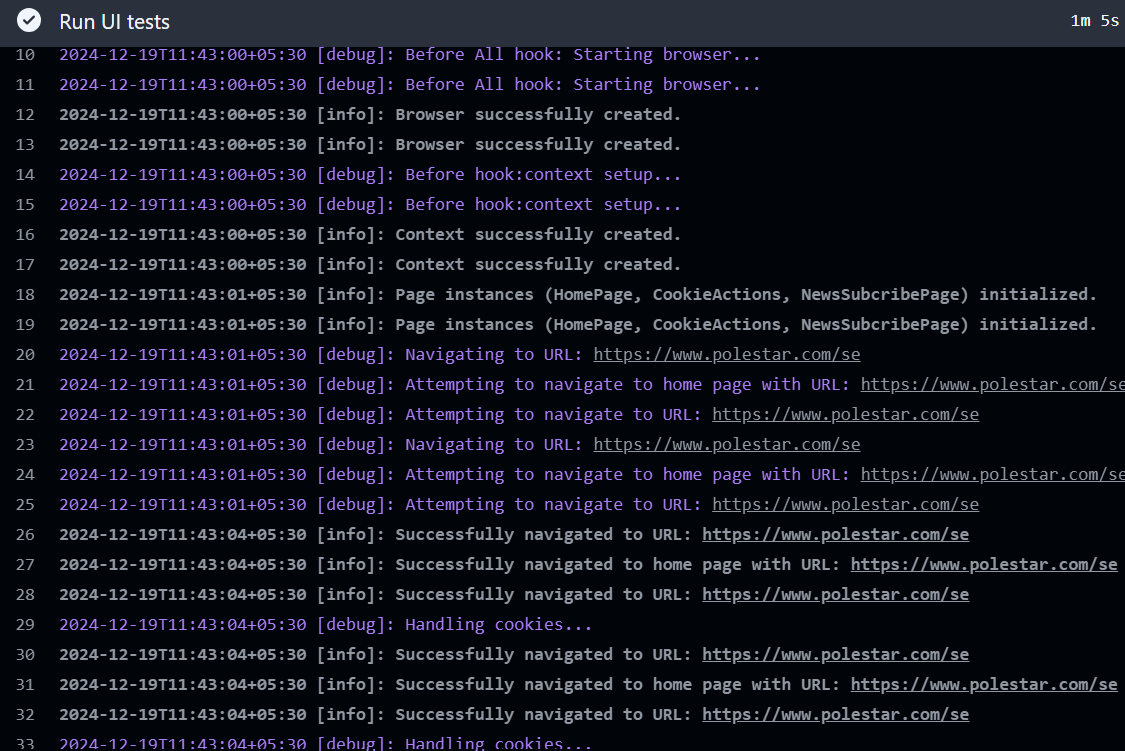 Run UI tests 1m 5s
10 2024-12-19T11:43:00+05:30 [debug]: Before All hook: Starting browser...
11 2024-12-19T11:43:00+05:30 [debug]: Before All hook: Starting browser...
12 2024-12-19T11:43:00+05:30 [info]: Browser successfully created.
13 2024-12-19T11:43:00+05:30 [info]: Browser successfully created.
14 2024-12-19T11:43:00+05:30 [debug]: Before hook:context setup...
15 2024-12-19T11:43:00+05:30 [debug]: Before hook:context setup...
16 2024-12-19T11:43:00+05:30 [info]: Context successfully created.
17 2024-12-19T11:43:00+05:30 [info]: Context successfully created.
18 2024-12-19T11:43:01+05:30 [info]: Page instances (HomePage, CookieActions, NewsSubcribePage) initialized.
19 2024-12-19T11:43:01+05:30 [info]: Page instances (HomePage, CookieActions, NewsSubcribePage) initialized.
20 2024-12-19T11:43:01+05:30 [debug]: Navigating to URL: https://www.polestar.com/se
21 2024-12-19T11:43:01+05:30 [debug]: Attempting to navigate to home page with URL: https://www.polestar.com/se
22 2024-12-19T11:43:01+05:30 [debug]: Attempting to navigate to URL: https://www.polestar.com/se
23 2024-12-19T11:43:01+05:30 [debug]: Navigating to URL: https://www.polestar.com/se
24 2024-12-19T11:43:01+05:30 [debug]: Attempting to navigate to home page with URL: https://www.polestar.com/se
25 2024-12-19T11:43:01+05:30 [debug]: Attempting to navigate to URL: https://www.polestar.com/se
26 2024-12-19T11:43:04+05:30 [info]: Successfully navigated to URL: https://www.polestar.com/se
27 2024-12-19T11:43:04+05:30 [info]: Successfully navigated to home page with URL: https://www.polestar.com/se
28 2024-12-19T11:43:04+05:30 [info]: Successfully navigated to URL: https://www.polestar.com/se
29 2024-12-19T11:43:04+05:30 [debug]: Handling cookies...
30 2024-12-19T11:43:04+05:30 [info]: Successfully navigated to URL: https://www.polestar.com/se
31 2024-12-19T11:43:04+05:30 [info]: Successfully navigated to home page with URL: https://www.polestar.com/se
32 2024-12-19T11:43:04+05:30 [info]: Successfully navigated to URL: https://www.polestar.com/se
33 2024-12-19T11:43:04+05:30 [debug]: Handling cookies...